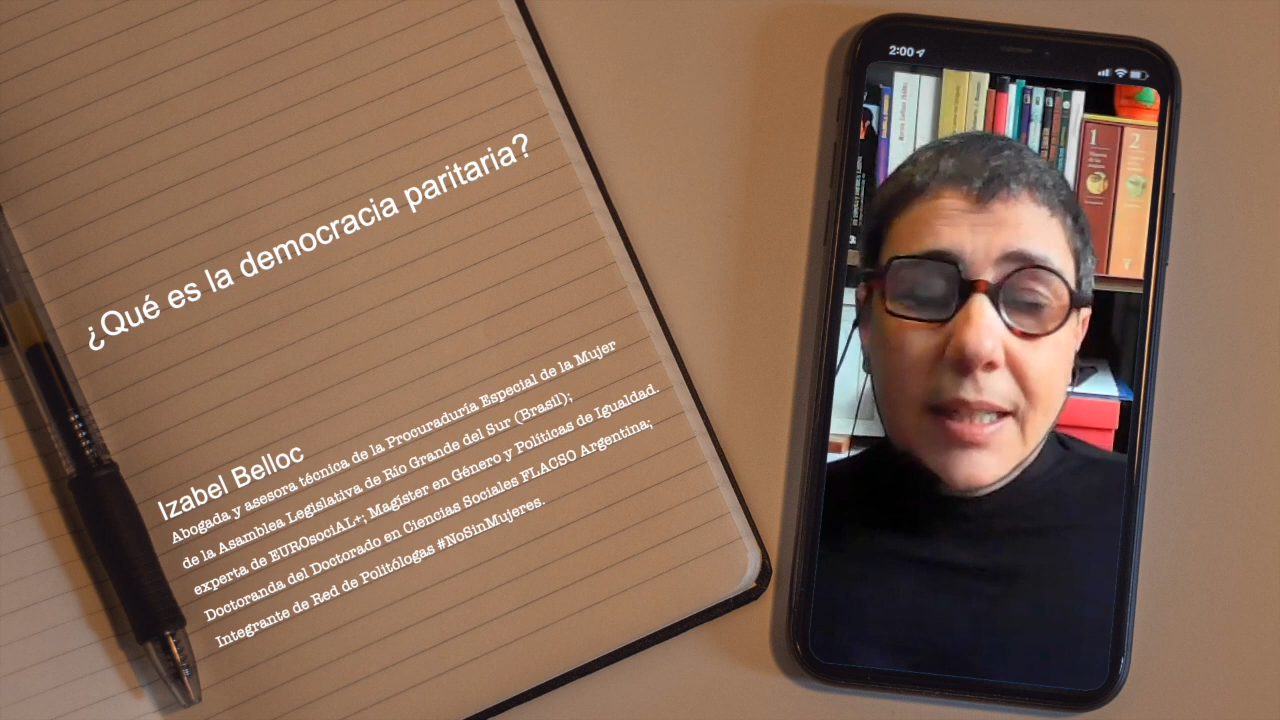 ¿Qué es la democracia paritaria?
Izabel Belloc
Abogada y asesora técnica de la Procuraduría Especial de la Mujer
de la Asamblea Legislativa de Río Grande del Sur (Brasil);
experta de EUROsociAL+; Magíster en Género y Políticas de Igualdad.
Doctoranda del Doctorado en Ciencias Sociales FLACSO Argentina;
Integrante de Red de Politólogas #NoSinMujeres.
2:00
1
2